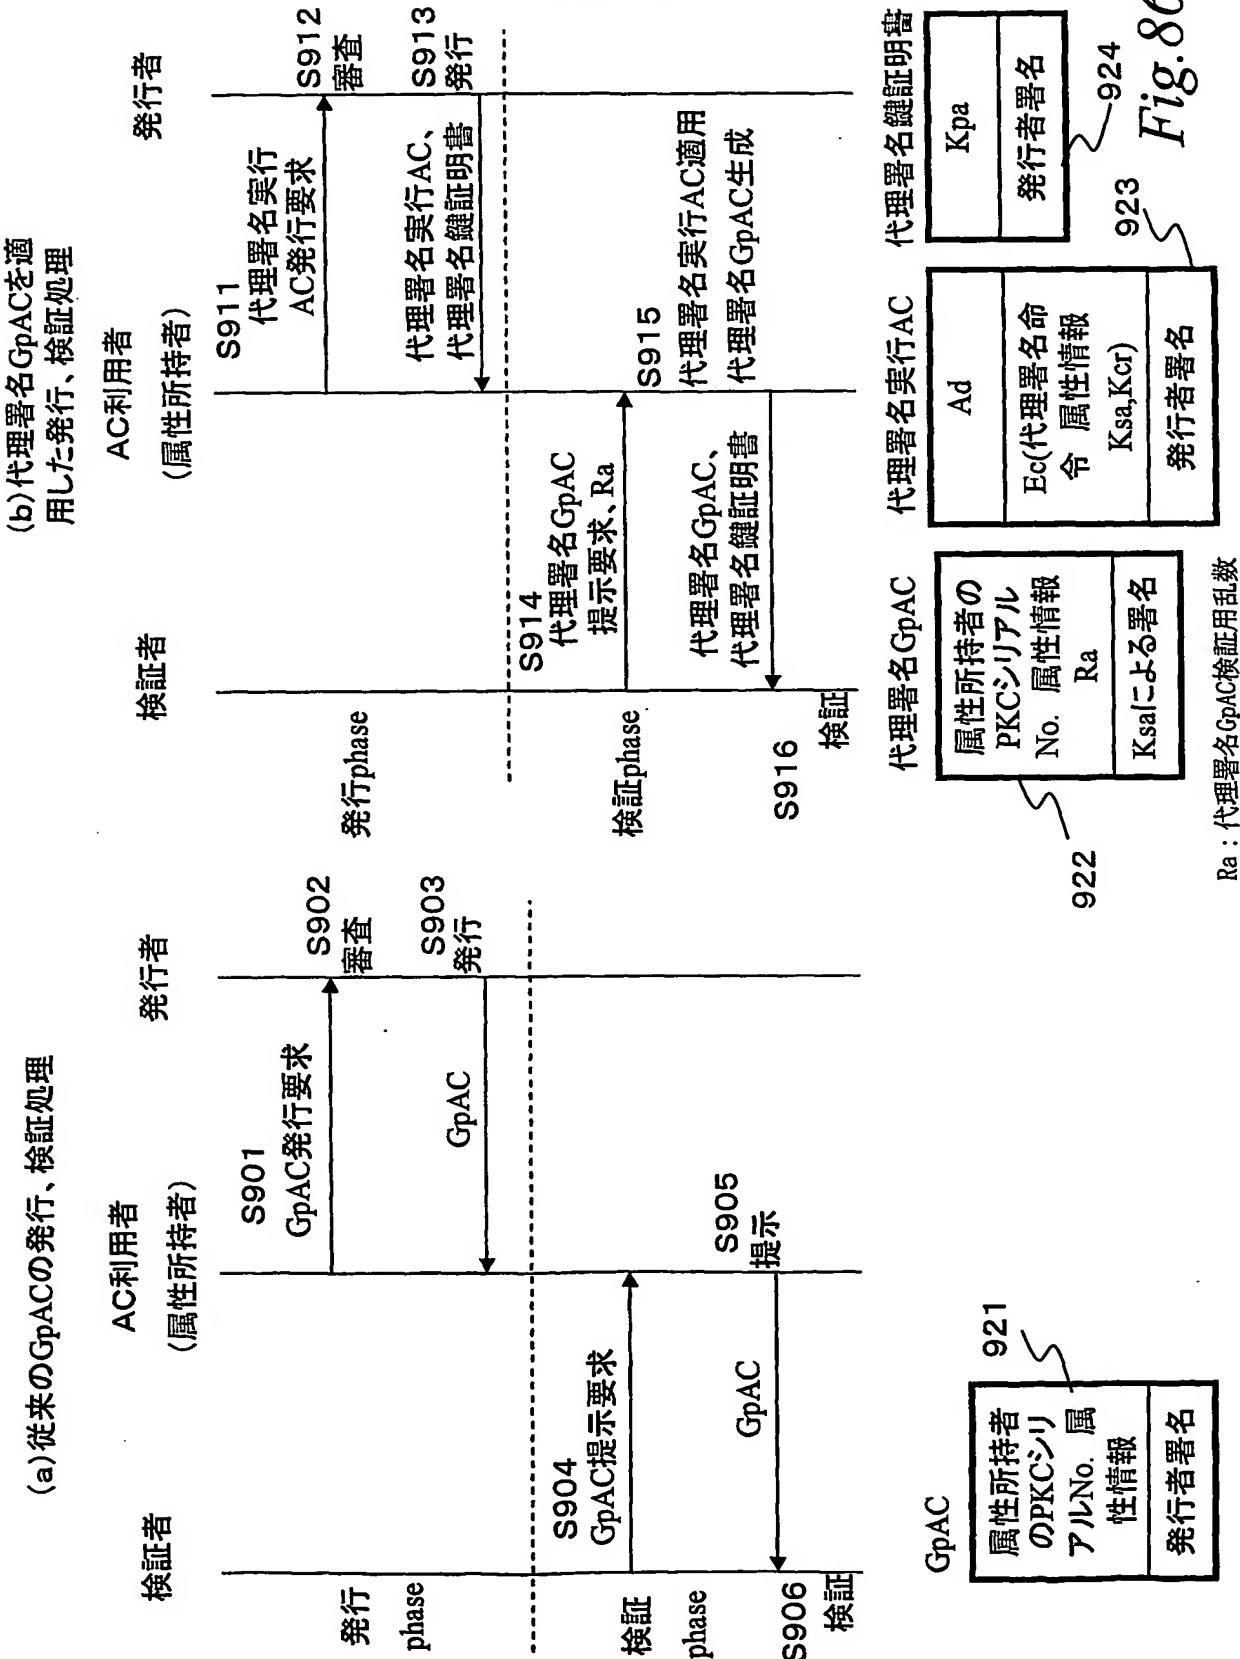 (a)従来のGpACの発行、検証処理
検証者
AC利用者
(属性所持者)
発行者
発行
phase
S901
GpAC発行要求
S902
審査
S903
発行
GpAC
検証
phase
S904
GpAC提示要求
S905
提示
GpAC
S906
検証
GpAC
属性所持者
のPKCシリ
アルNo. 属
性情報
発行者署名
921
(b)代理署名GpACを適
用した発行、検証処理
検証者
AC利用者
(属性所持者)
発行者
発行phase
S911
代理署名実行
AC発行要求
S912
審査
S913
発行
代理署名実行AC、
代理署名鍵証明書
検証phase
S914
代理署名GpAC
提示要求、Ra
S915
代理署名実行AC適用
代理署名GpAC生成
代理署名GpAC、
代理署名鍵証明書
S916
検証
代理署名GpAC
属性所持者の
PKCシリアル
No. 属性情報
Ra
Ksaによる署名
922
代理署名実行AC
Ad
Ec(代理署名命
令 属性情報
Ksa,Kcr)
発行者署名
923
代理署名鍵証明書
Kpa
発行者署名
924
Ra : 代理署名GpAC検証用乱数